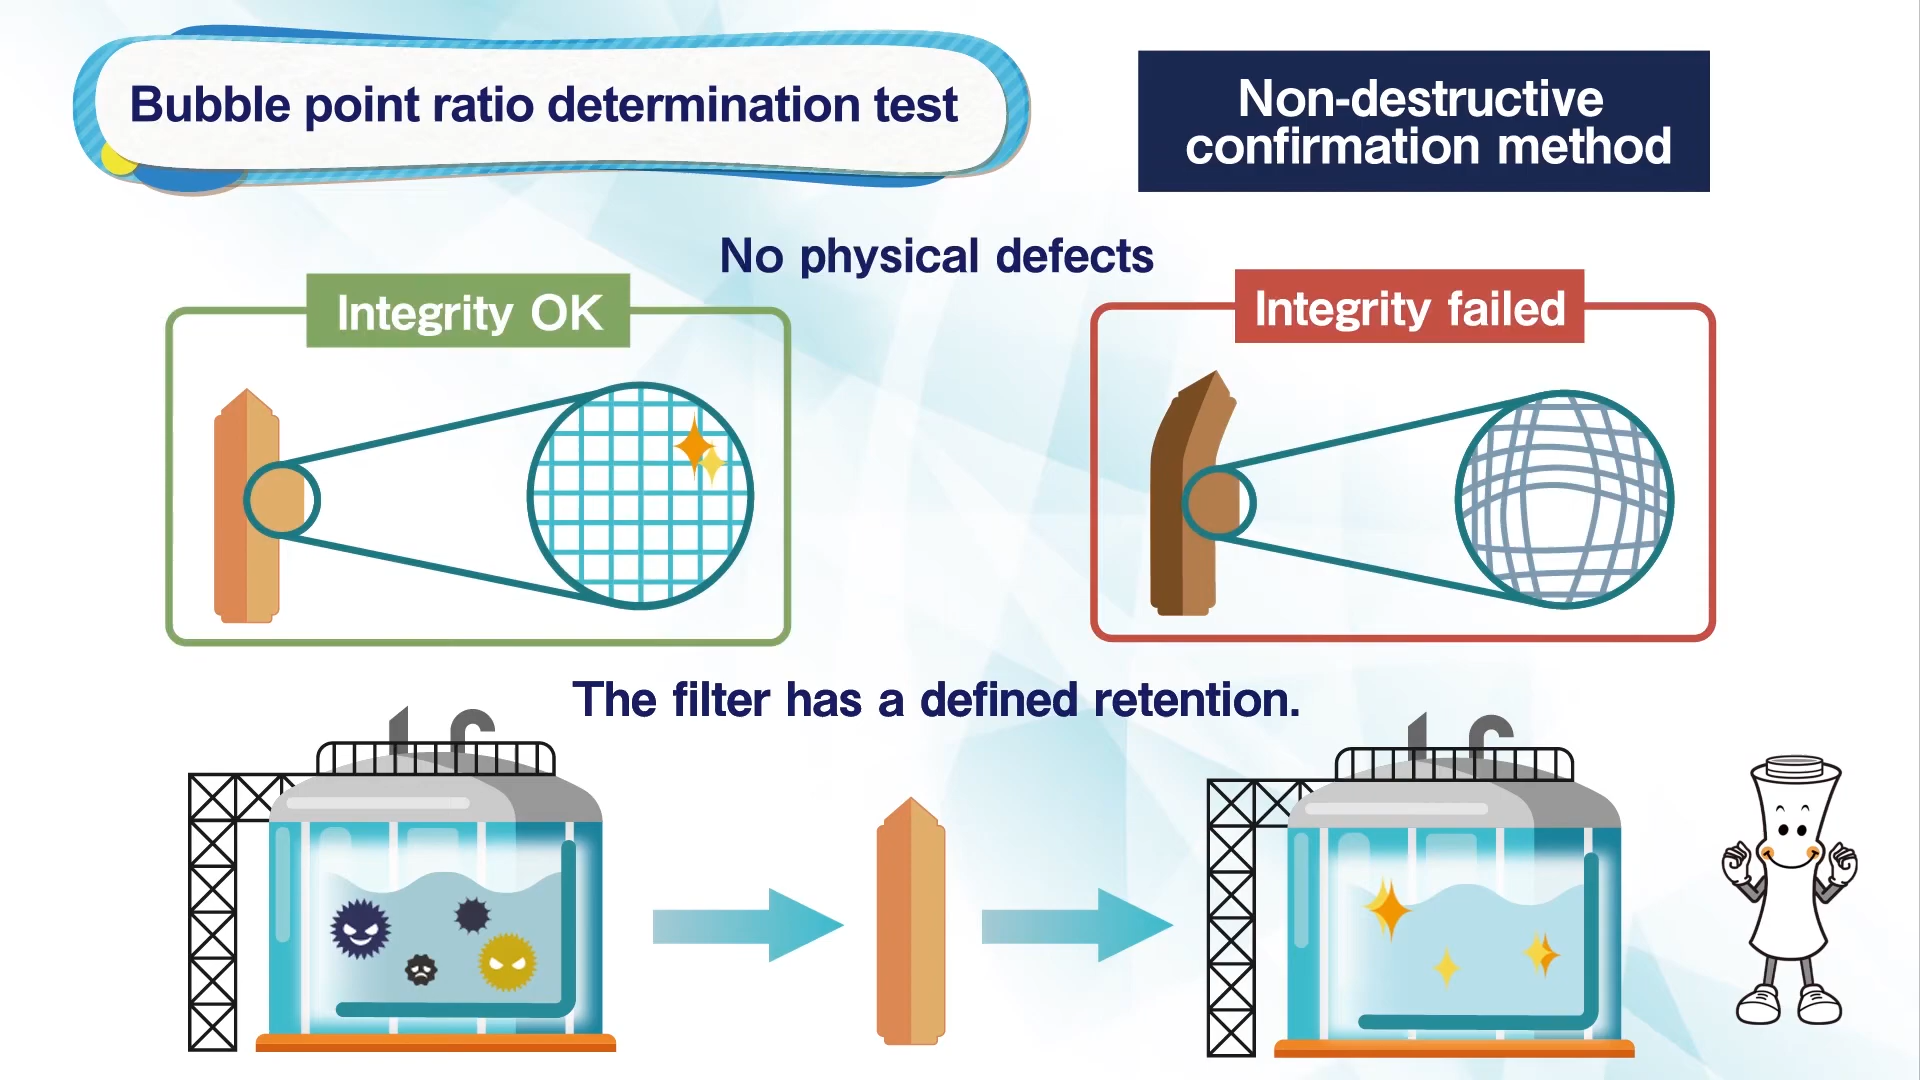 Bubble point ratio determination test
Non-destructive
confirmation method
No physical defects
Integrity OK
Integrity failed
The filter has a defined retention.